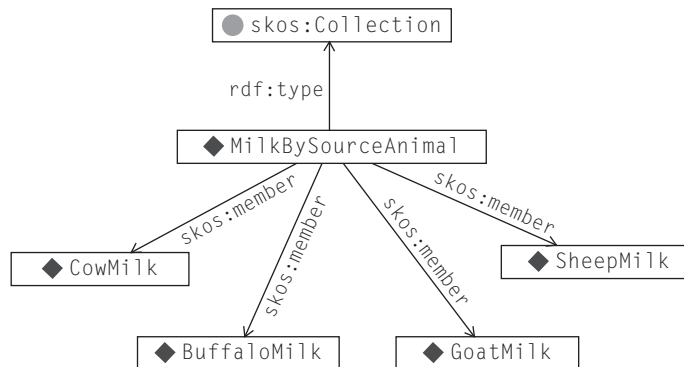 skos:Collection
rdf:type
MilkBySourceAnimal
skos:member
skos:member
skos:member
skos:member
CowMilk
SheepMilk
BuffaloMilk
GoatMilk